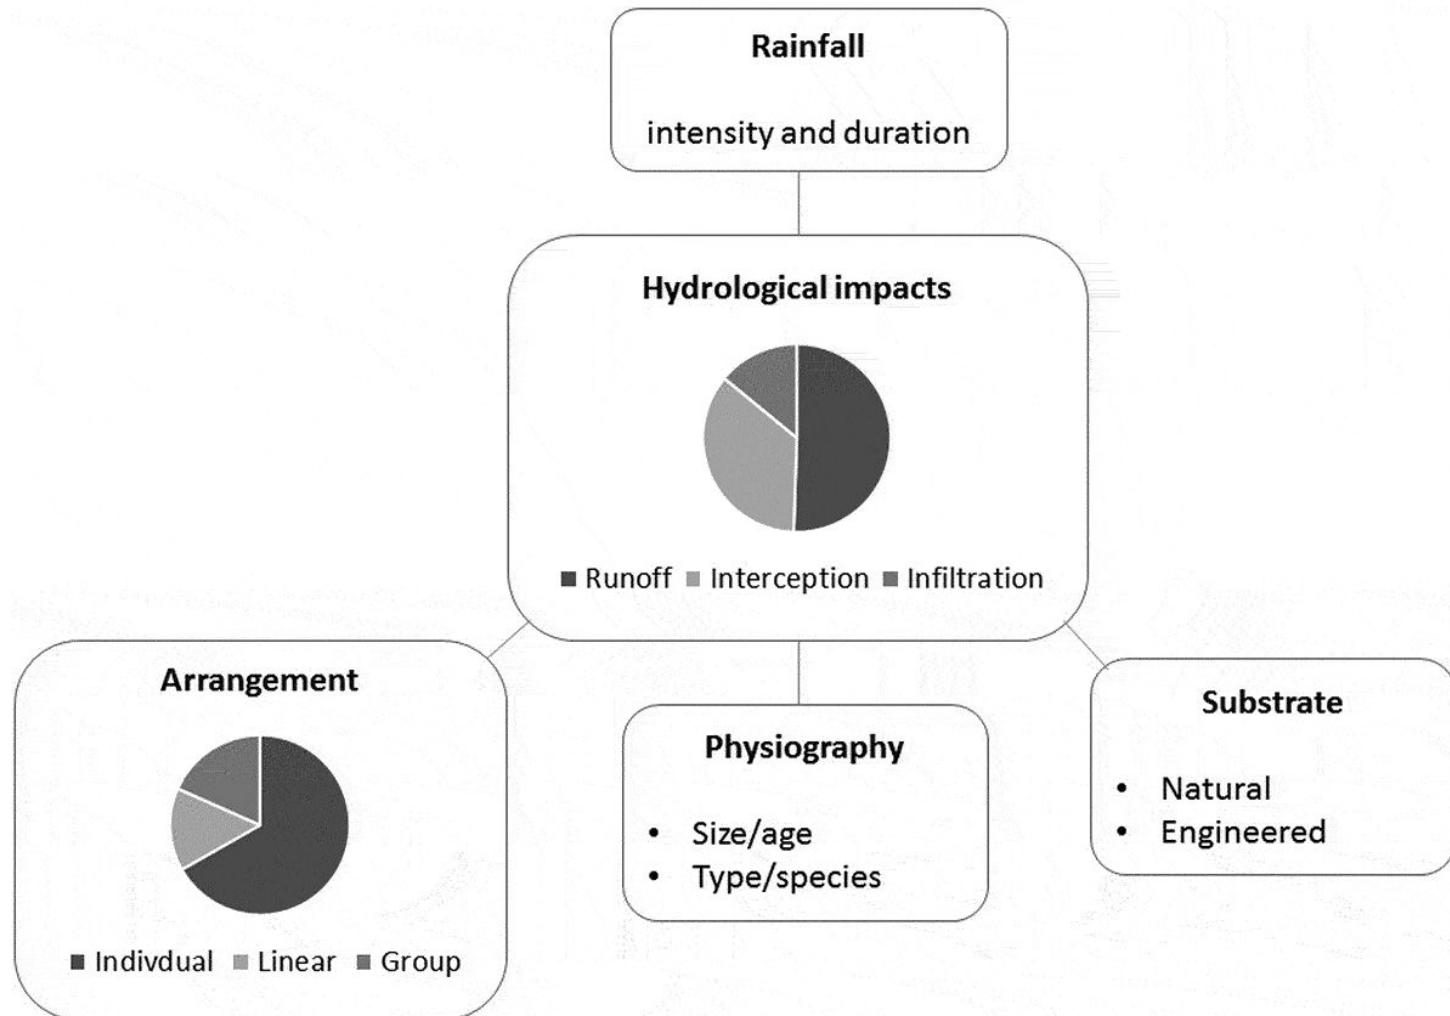 Rainfall
intensity and duration
Hydrological impacts
Runoff Interception Infiltration
Arrangement
Indivdual Linear Group
Physiography
• Size/age
• Type/species
Substrate
• Natural
• Engineered